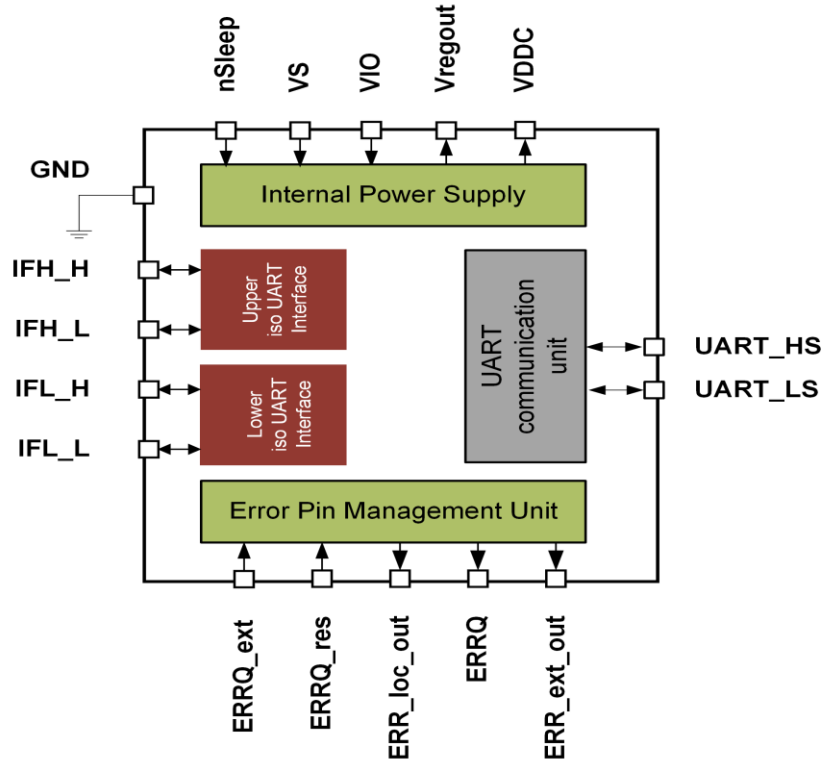 nSleep
VS
VIO
Vregout
VDDC
GND
Internal Power Supply
IFH_H
IFH_L
IFL_H
IFL_L
Upper
iso UART
Interface
Lower
iso UART
Interface
UART
communication
unit
UART_HS
UART_LS
Error Pin Management Unit
ERRQ_ext
ERRQ_res
ERR_loc_out
ERRQ
ERR_ext_out